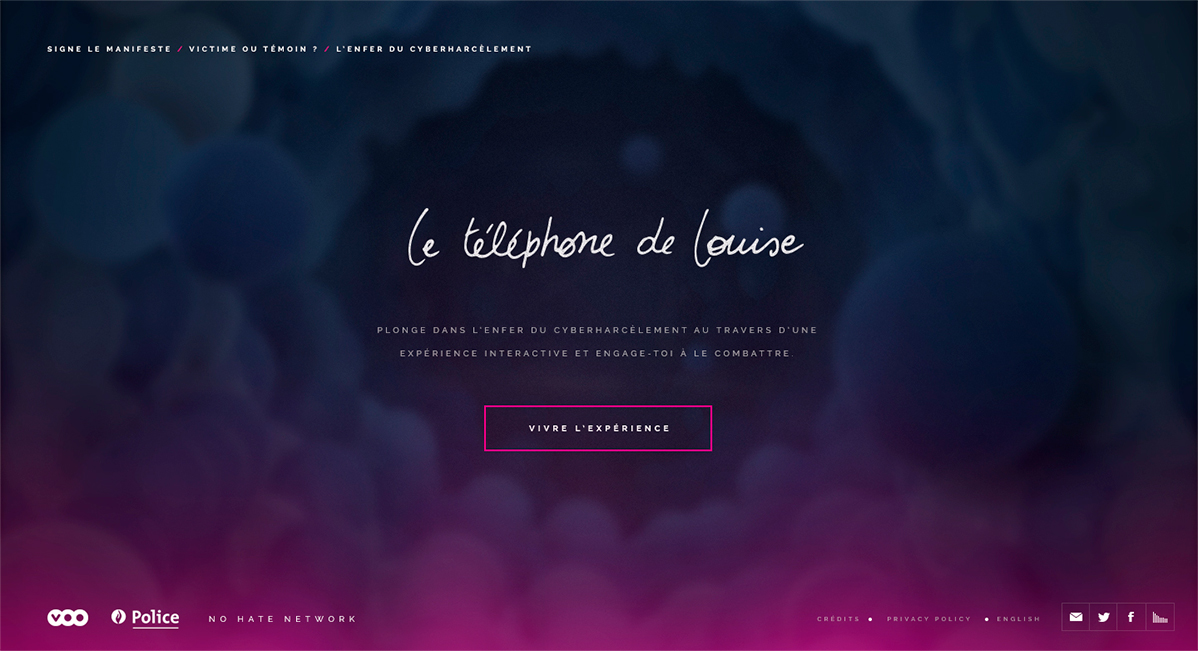 SIGNE LE MANIFESTE / VICTIME OU TÉMOIN ? / L'ENFER DU CYBERHARCÈLEMENT
Le téléphone de Louise
PLONGE DANS L'ENFER DU CYBERHARCÈLEMENT AU TRAVERS D'UNE
EXPÉRIENCE INTERACTIVE ET ENGAGE-TOI À LE COMBATTRE.
VIVRE L'EXPÉRIENCE
VOO Police NO HATE NETWORK
CRÉDITS • PRIVACY POLICY • ENGLISH